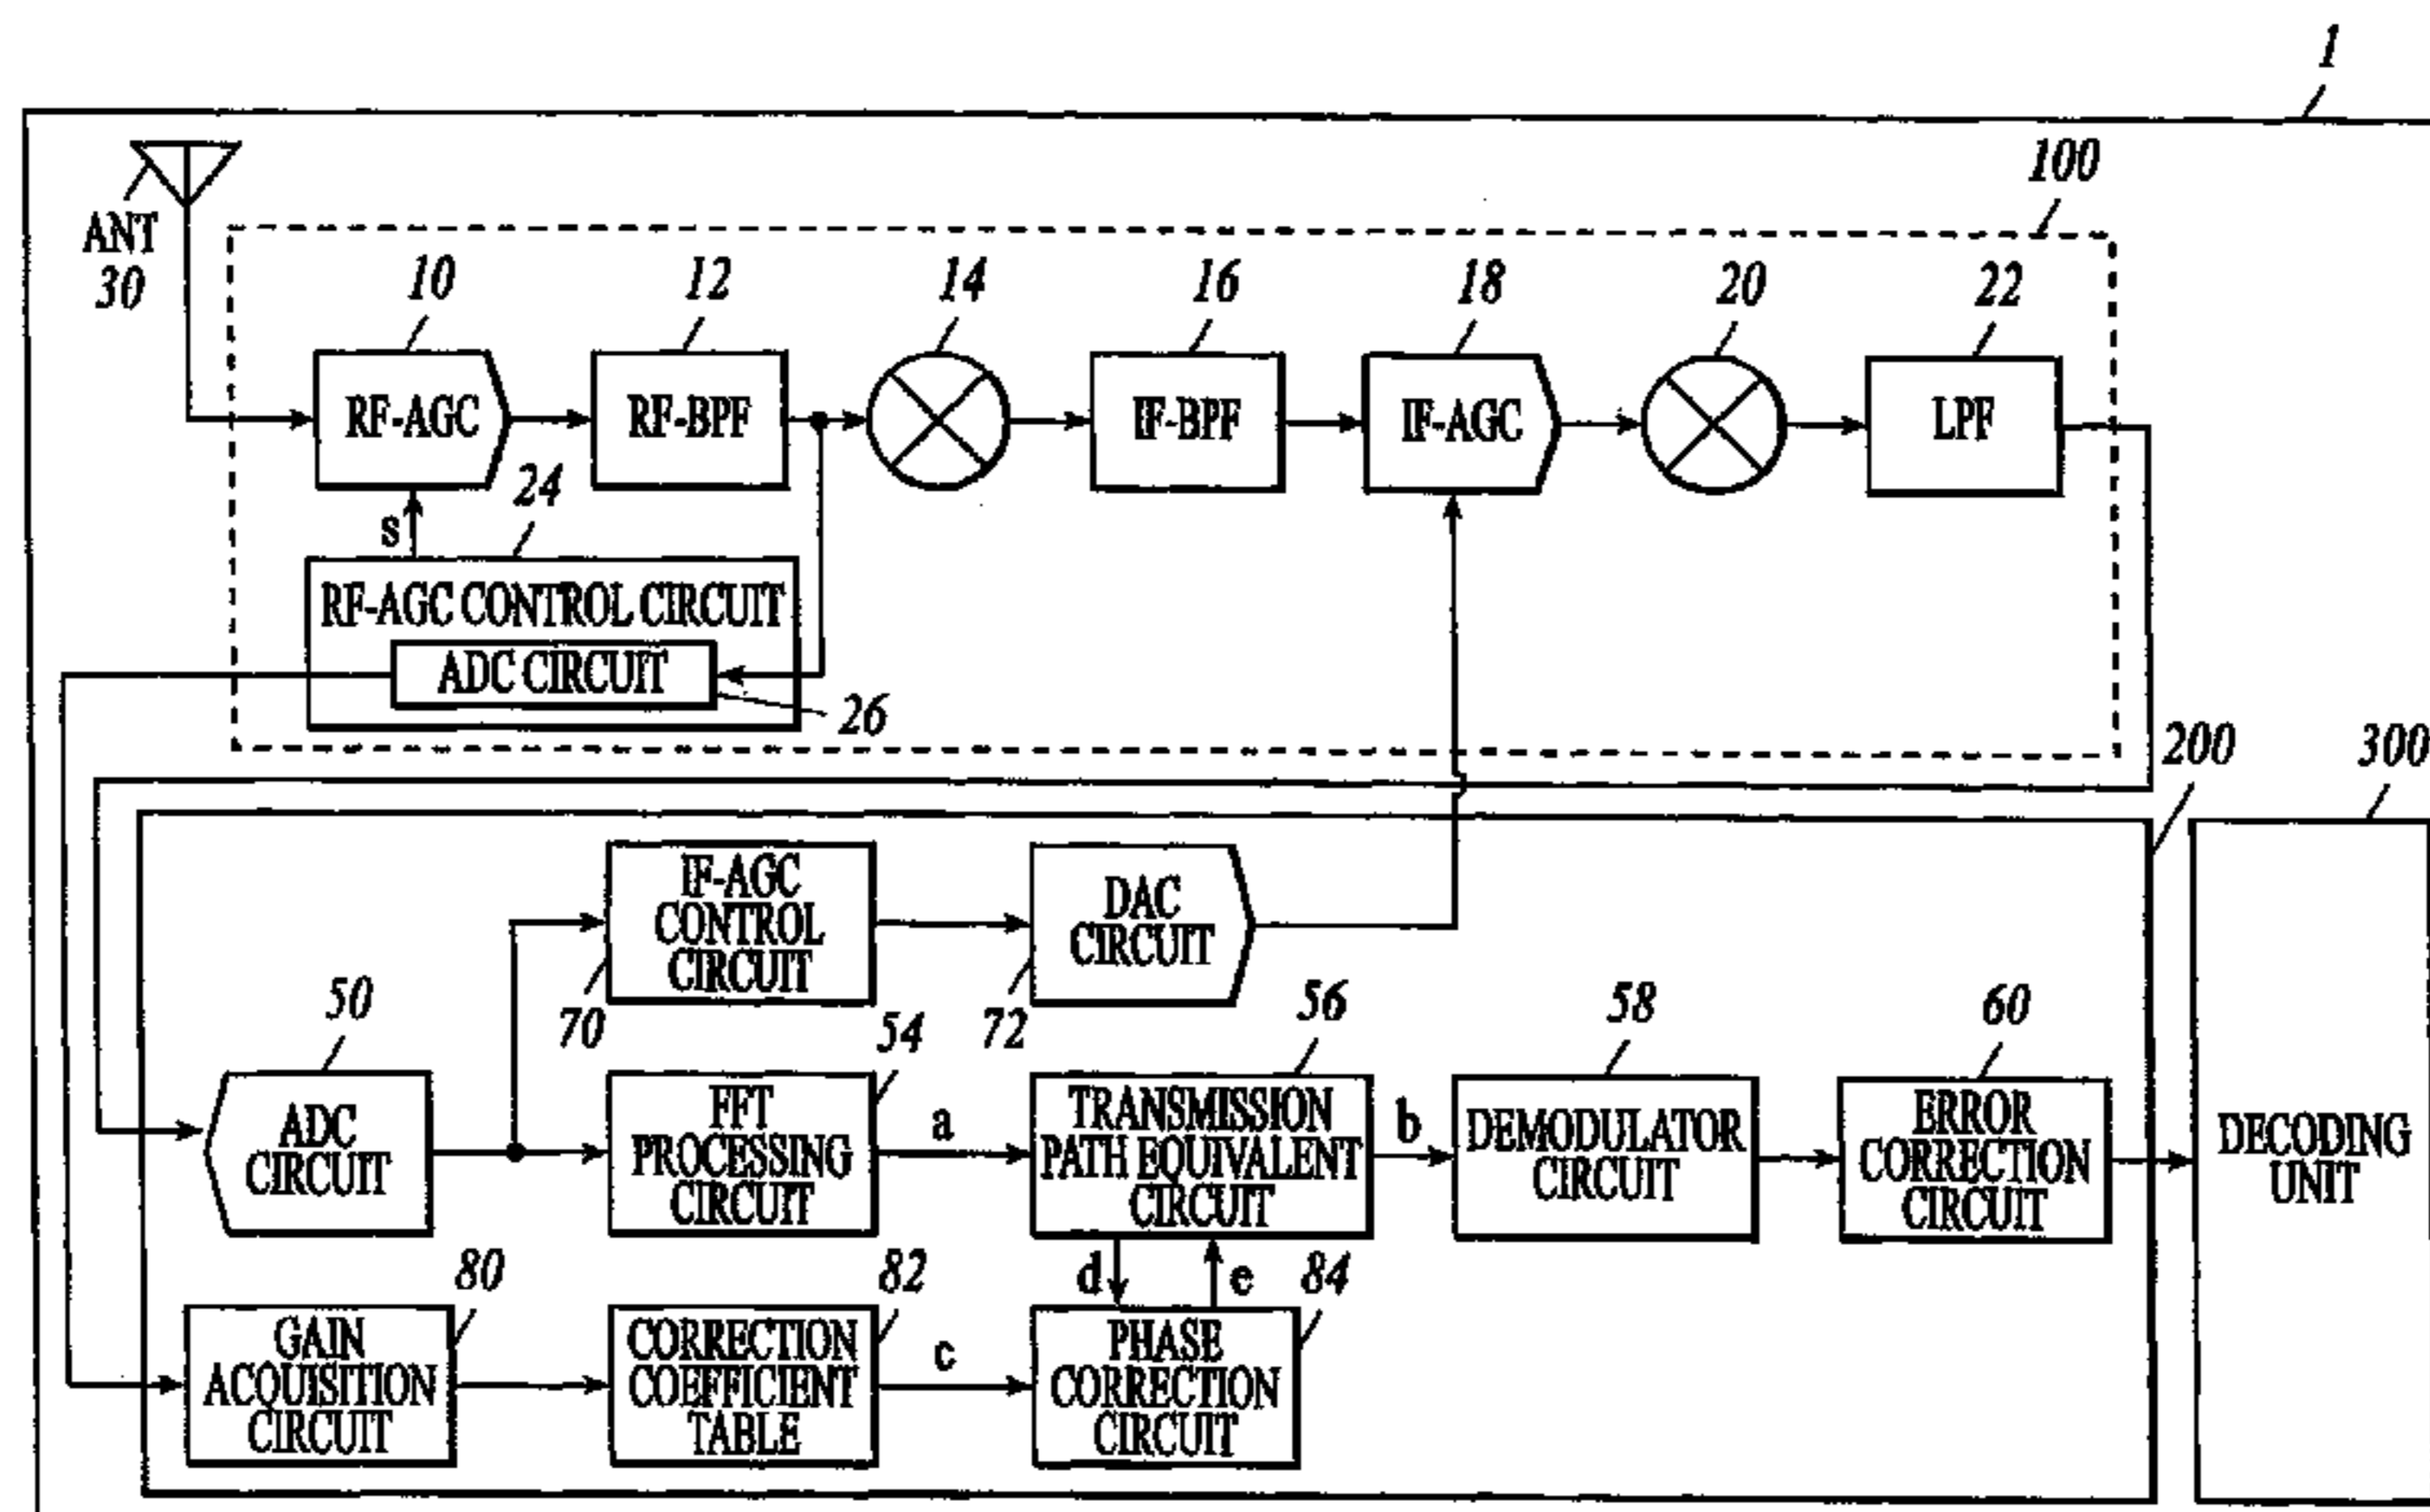 1
100
ANT
30
10
12
14
16
18
20
22
RF-AGC
RF-BPF
IF-BPF
IF-AGC
LPF
s
24
RF-AGC CONTROL CIRCUIT
ADC CIRCUIT
26
200
300
IF-AGC
CONTROL
CIRCUIT
70
DAC
CIRCUIT
72
50
ADC
CIRCUIT
54
FFT
PROCESSING
CIRCUIT
a
56
TRANSMISSION
PATH EQUIVALENT
CIRCUIT
b
58
DEMODULATOR
CIRCUIT
60
ERROR
CORRECTION
CIRCUIT
DECODING
UNIT
d
e
80
GAIN
ACQUISITION
CIRCUIT
82
CORRECTION
COEFFICIENT
TABLE
c
84
PHASE
CORRECTION
CIRCUIT